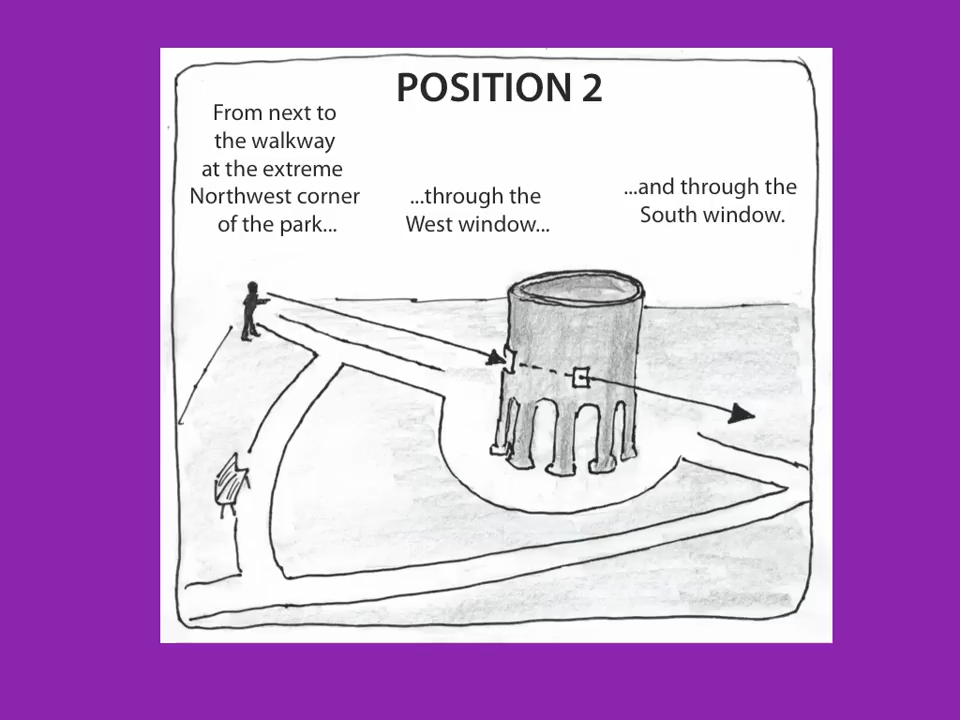 POSITION 2
From next to
the walkway
at the extreme
Northwest corner
of the park...
...through the
West window...
...and through the
South window.